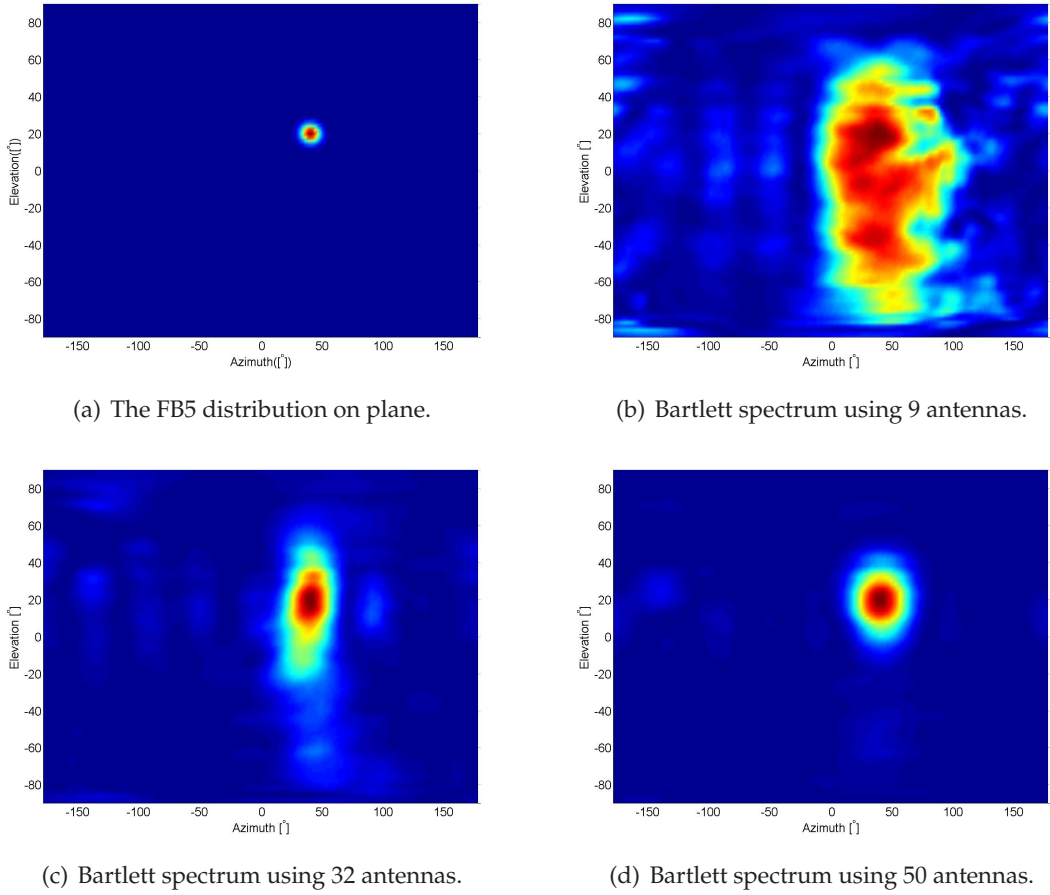 80
60
40
20
0
-20
-40
-60
-80
Elevation([°])
-150 -100 -50 0 50 100 150
Azimuth([°])
(a) The FB5 distribution on plane.
80
60
40
20
0
-20
-40
-60
-80
Elevation [°]
-150 -100 -50 0 50 100 150
Azimuth [°]
(b) Bartlett spectrum using 9 antennas.
80
60
40
20
0
-20
-40
-60
-80
Elevation [°]
-150 -100 -50 0 50 100 150
Azimuth [°]
(c) Bartlett spectrum using 32 antennas.
80
60
40
20
0
-20
-40
-60
-80
Elevation [°]
-150 -100 -50 0 50 100 150
Azimuth [°]
(d) Bartlett spectrum using 50 antennas.